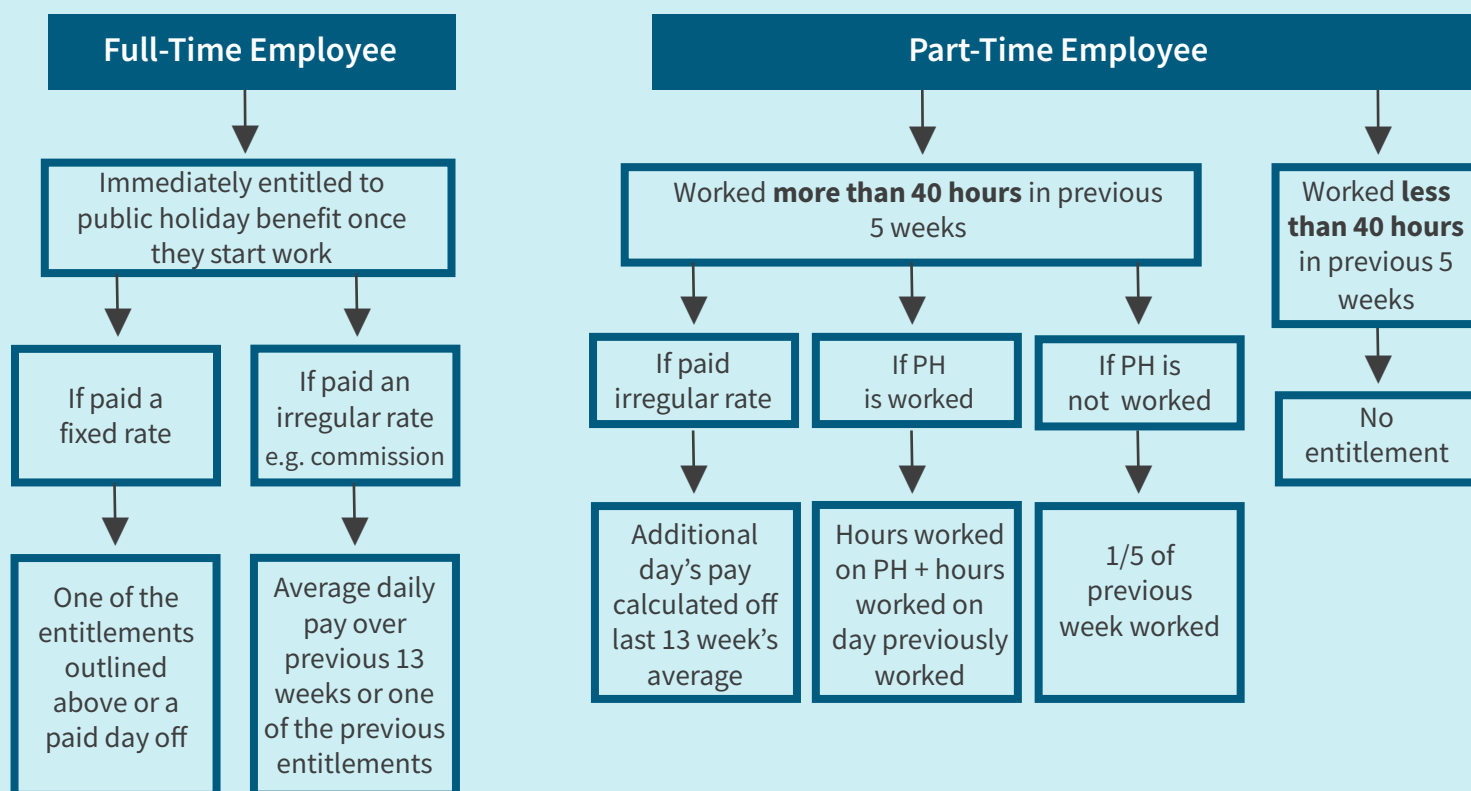 Full-Time Employee
Immediately entitled to
public holiday benefit once
they start work
If paid a
fixed rate
If paid an
irregular rate
e.g. commission
One of the
entitlements
outlined
above or a
paid day off
Average daily
pay over
previous 13
weeks or one
of the previous
entitlements
Part-Time Employee
Worked more than 40 hours in previous
5 weeks
If paid
irregular rate
If PH
is worked
If PH is
not worked
Additional
day’s pay
calculated off
last 13 week’s
average
Hours worked
on PH + hours
worked on
day previously
worked
1/5 of
previous
week worked
Worked less
than 40 hours
in previous 5
weeks
No
entitlement